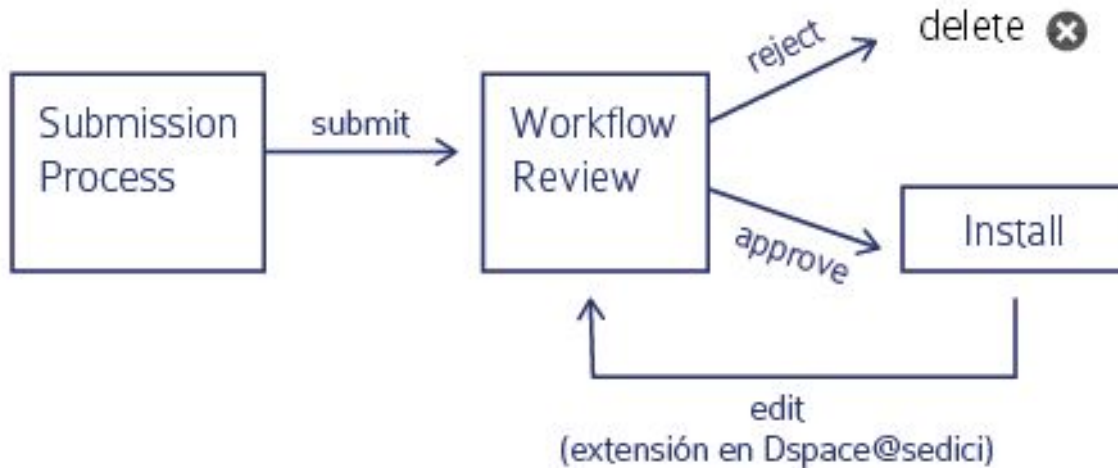 delete
reject
Submission
Process
submit
Workflow
Review
approve
Install
edit
(extensión en Dspace@sedici)